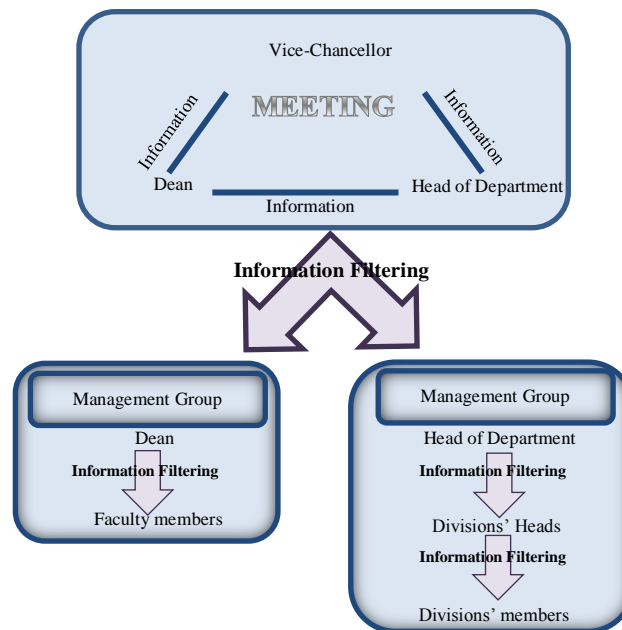 Vice-Chancellor
MEETING
Information
Information
Dean
Head of Department
Information
Information Filtering
Management Group
Dean
Information Filtering
Faculty members
Management Group
Head of Department
Information Filtering
Divisions’ Heads
Information Filtering
Divisions’ members